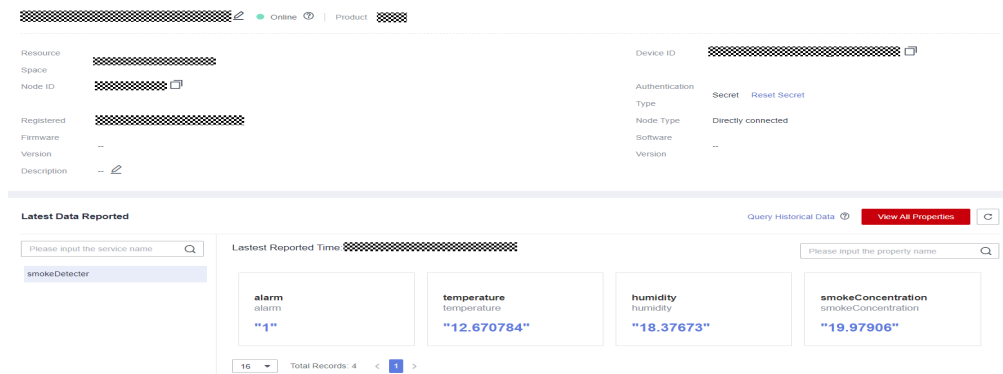 Online Product
Resource Space
Node ID
Registered
Firmware Version --
Description --
Device ID
Authentication Type Secret Reset Secret
Node Type Directly connected
Software Version --
Latest Data Reported
Query Historical Data View All Properties
Please input the service name
smokeDetecter
Lastest Reported Time:
Please input the property name
alarm
alarm
"1"
temperature
temperature
"12.670784"
humidity
humidity
"18.37673"
smokeConcentration
smokeConcentration
"19.97906"
16 Total Records: 4 < 1 >